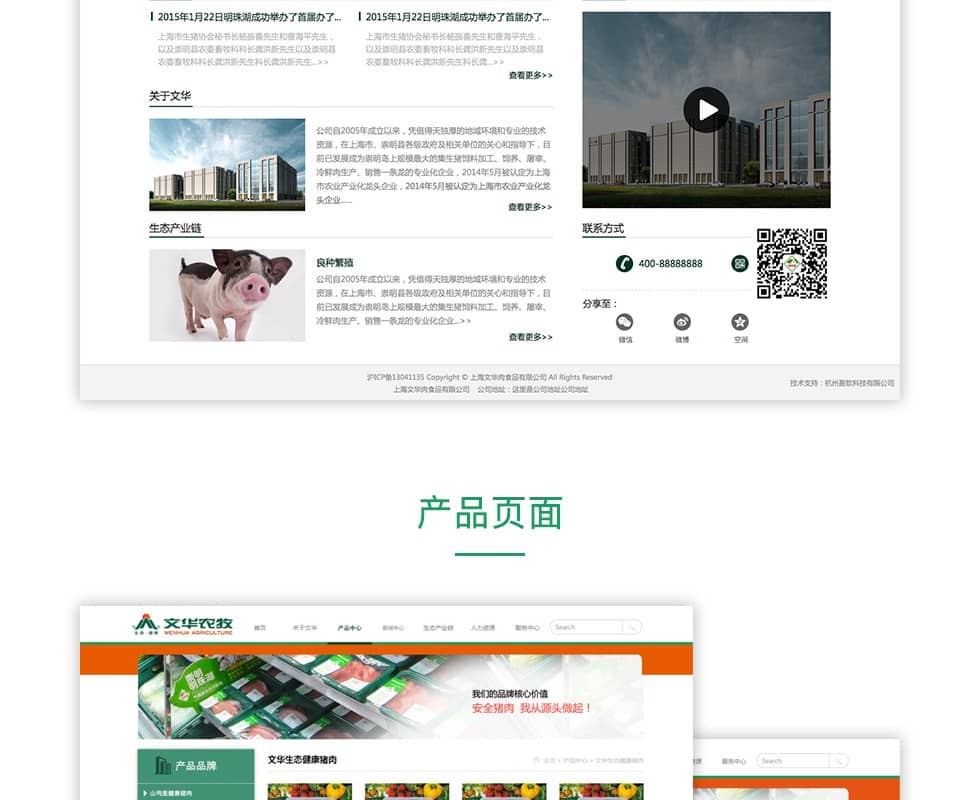 2015年1月22日明珠湖成功举办了首届办了...
上海市生猪协会秘书长杨振喜先生和曹海平先生，
以及崇明县农委畜牧科科长龚洪新先生以及崇明县
农委畜牧科科长龚洪新先生科长龚洪新先生...>>
2015年1月22日明珠湖成功举办了首届办了...
上海市生猪协会秘书长杨振喜先生和曹海平先生，
以及崇明县农委畜牧科科长龚洪新先生以及崇明县
农委畜牧科科长龚洪新先生科长龚...>>
查看更多>>
关于文华
公司自2005年成立以来，凭借得天独厚的地域环境和专业的技术
资源，在上海市、崇明县各级政府及相关单位的关心和指导下，目
前已发展成为崇明岛上规模最大的集生猪饲料加工、饲养、屠宰、
冷鲜肉生产、销售一条龙的专业化企业，2014年5月被认定为上海
市农业产业化龙头企业，2014年5月被认定为上海市农业产业化龙
头企业......
查看更多>>
生态产业链
良种繁殖
公司自2005年成立以来，凭借得天独厚的地域环境和专业的技术
资源，在上海市、崇明县各级政府及相关单位的关心和指导下，目
前已发展成为崇明岛上规模最大的集生猪饲料加工、饲养、屠宰、
冷鲜肉生产、销售一条龙的专业化企业...>>
查看更多>>
联系方式
400-88888888
分享至：
微信 微博 空间
沪ICP备13041135 Copyright © 上海文华肉食品有限公司 All Rights Reserved
上海文华肉食品有限公司 公司地址：这里是公司地址公司地址
技术支持：杭州盈软科技有限公司
产品页面
文华农牧
WENHUA AGRICULTURE
首页 关于文华 产品中心 新闻中心 生态产业链 人力资源 服务中心 Search
崇明
明珠湖
我们的品牌核心价值
安全猪肉 我从源头做起！
产品品牌
文华生态健康猪肉
首页 > 产品中心 > 文华生态健康猪肉
服务中心 Search